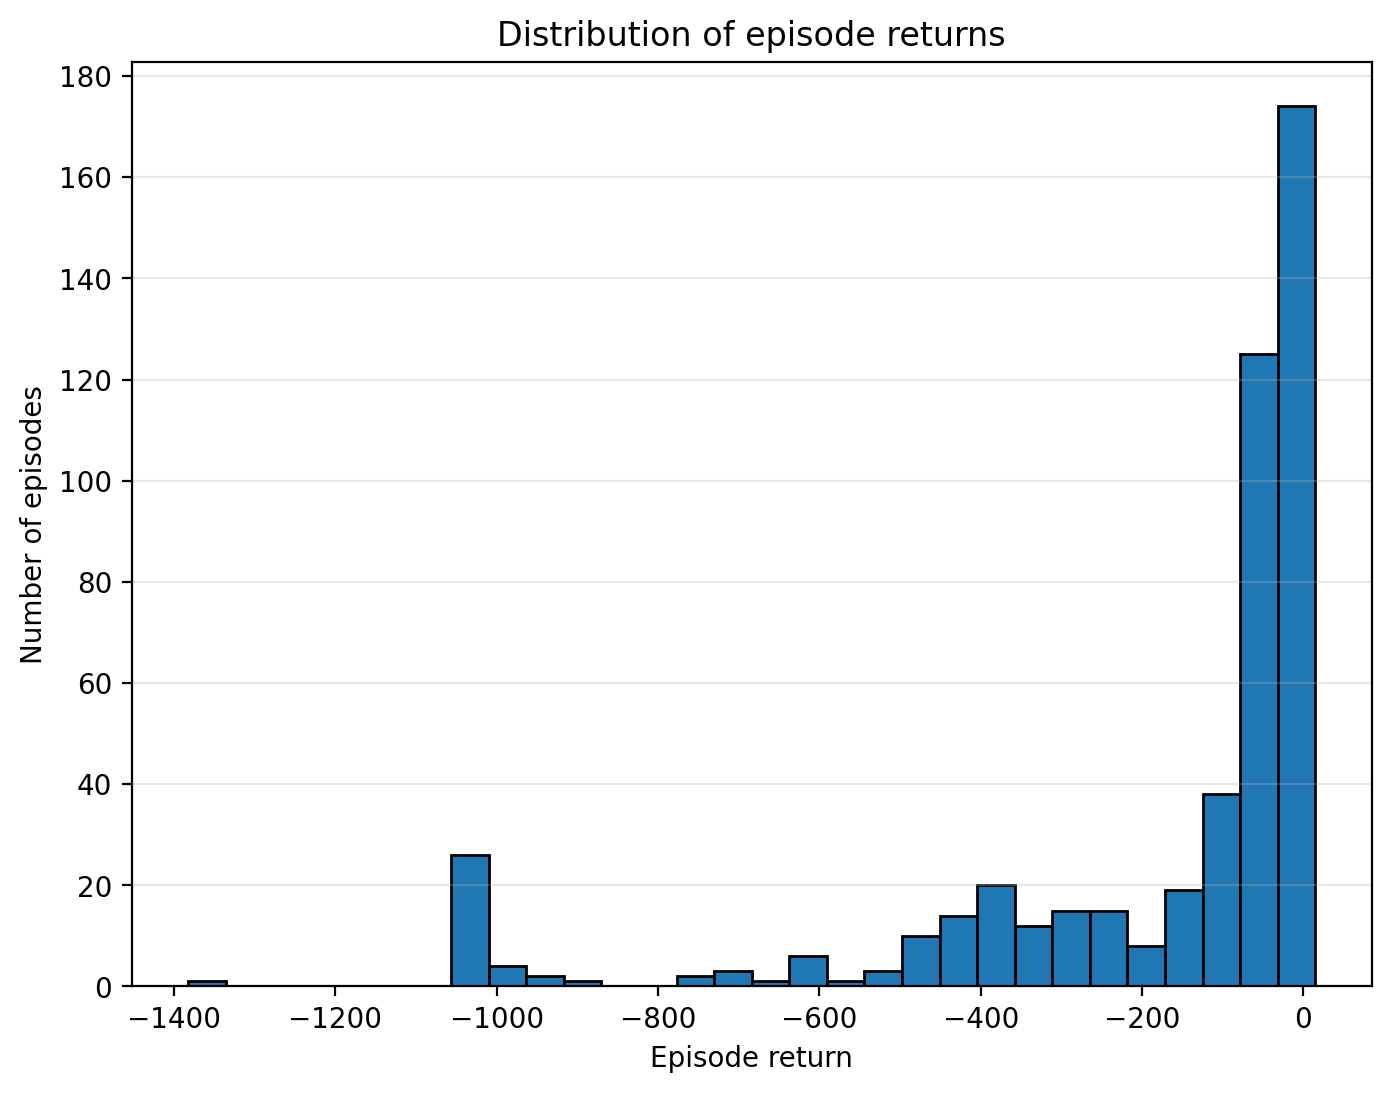 Distribution of episode returns
180
160
140
120
100
80
60
40
20
0
Number of episodes
−1400 −1200 −1000 −800 −600 −400 −200 0
Episode return